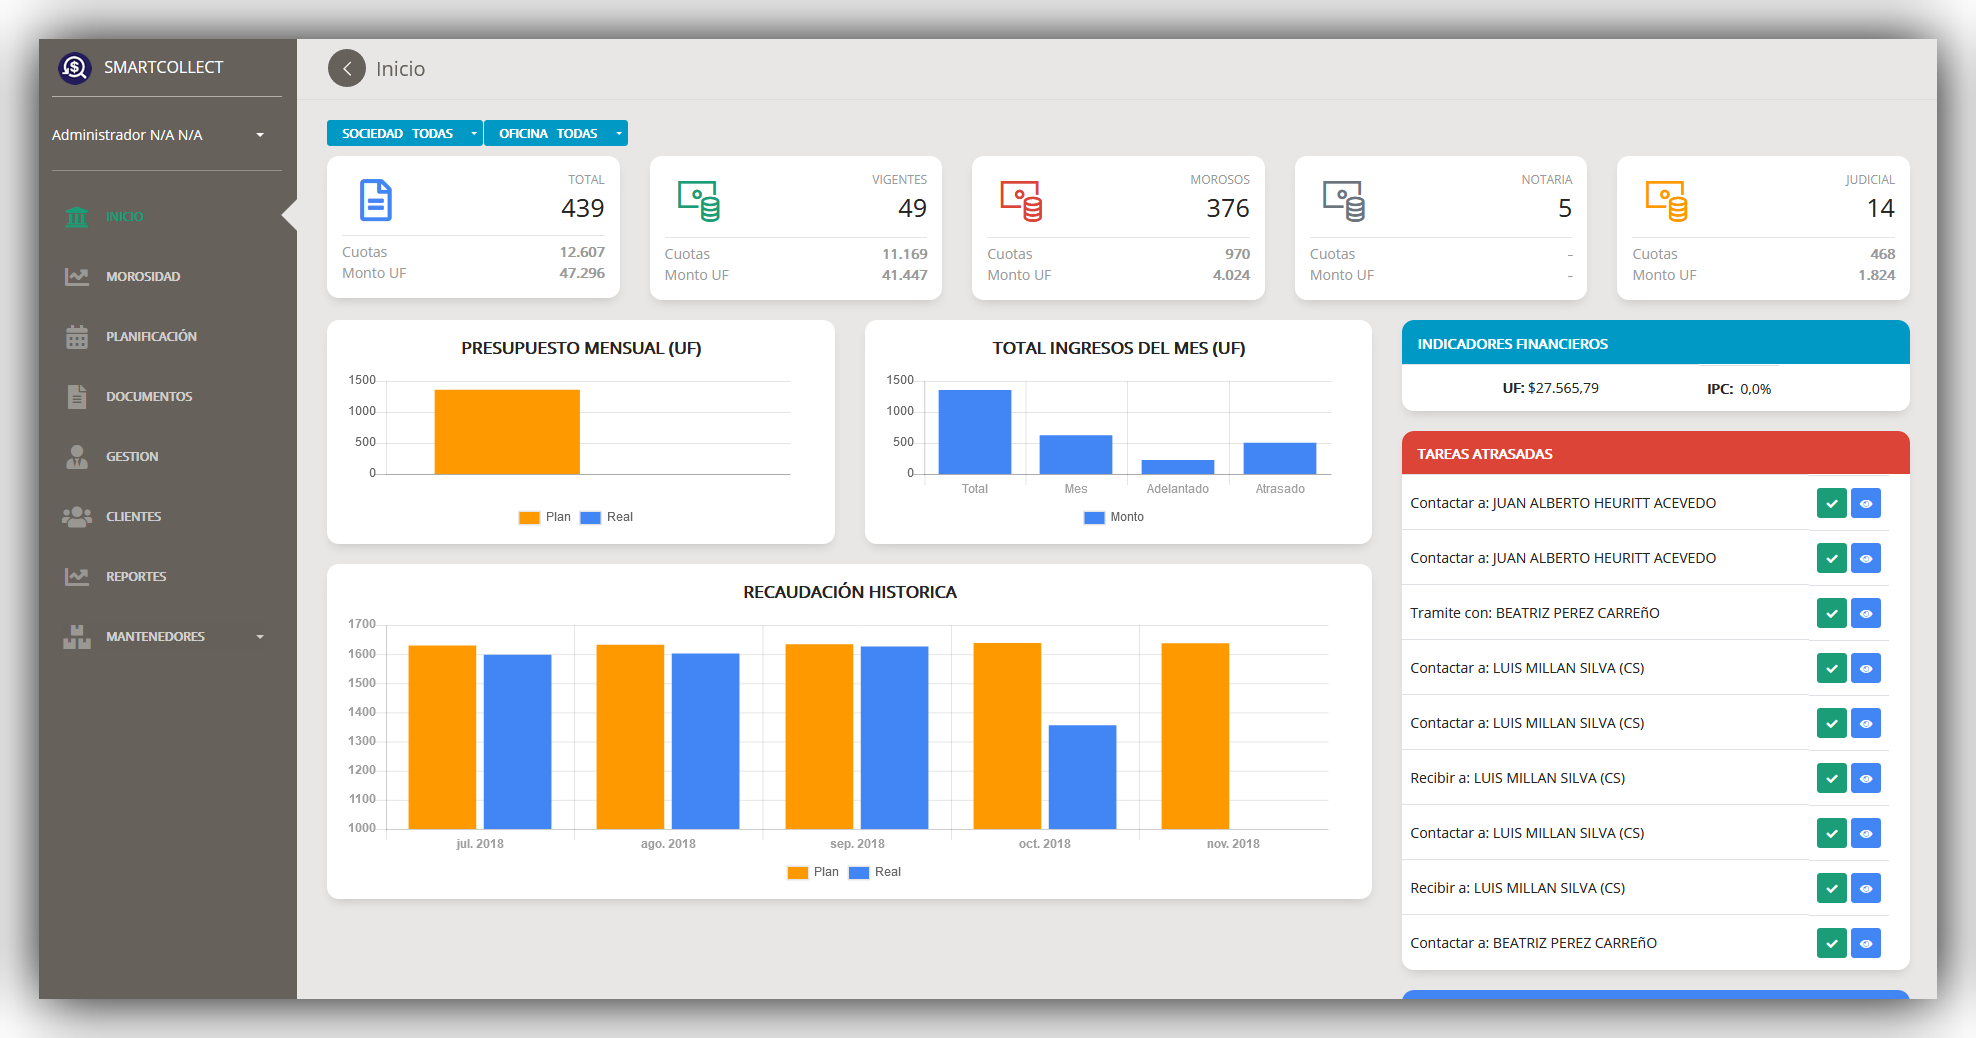 SMARTCOLLECT
Administrador N/A N/A
INICIO
MOROSIDAD
PLANIFICACIÓN
DOCUMENTOS
GESTION
CLIENTES
REPORTES
MANTENEDORES
Inicio
SOCIEDAD TODAS
OFICINA TODAS
TOTAL
439
Cuotas 12.607
Monto UF 47.296
VIGENTES
49
Cuotas 11.169
Monto UF 41.447
MOROSOS
376
Cuotas 970
Monto UF 4.024
NOTARIA
5
Cuotas -
Monto UF -
JUDICIAL
14
Cuotas 468
Monto UF 1.824
PRESUPUESTO MENSUAL (UF)
1500
1000
500
0
Plan Real
TOTAL INGRESOS DEL MES (UF)
1500
1000
500
0
Total Mes Adelantado Atrasado
Monto
RECAUDACIÓN HISTORICA
1700
1600
1500
1400
1300
1200
1100
1000
jul. 2018 ago. 2018 sep. 2018 oct. 2018 nov. 2018
Plan Real
INDICADORES FINANCIEROS
UF: $27.565,79 IPC: 0,0%
TAREAS ATRASADAS
Contactar a: JUAN ALBERTO HEURITT ACEVEDO
Contactar a: JUAN ALBERTO HEURITT ACEVEDO
Tramite con: BEATRIZ PEREZ CARREñO
Contactar a: LUIS MILLAN SILVA (CS)
Contactar a: LUIS MILLAN SILVA (CS)
Recibir a: LUIS MILLAN SILVA (CS)
Contactar a: LUIS MILLAN SILVA (CS)
Recibir a: LUIS MILLAN SILVA (CS)
Contactar a: BEATRIZ PEREZ CARREñO